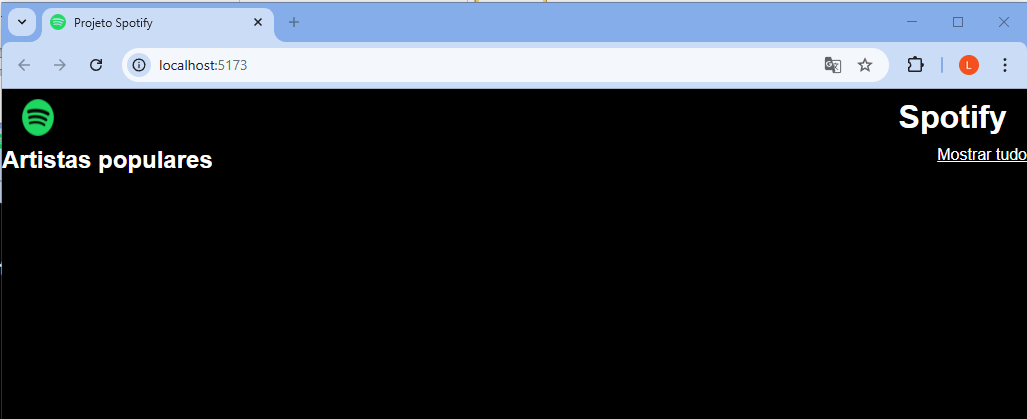 Projeto Spotify
localhost:5173
L
Spotify
Artistas populares
Mostrar tudo